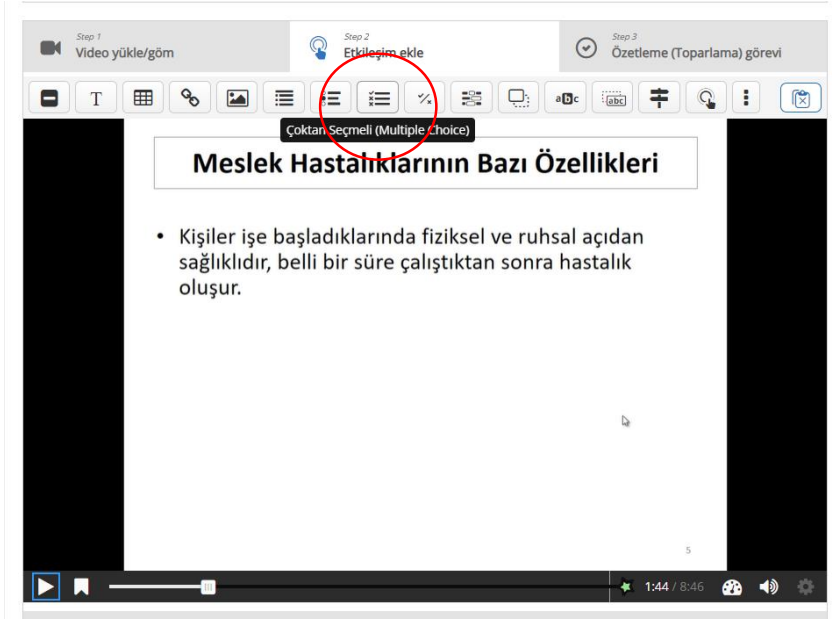 Step 1
Video yükle/göm
Step 2
Etkileşim ekle
Step 3
Özetleme (Toparlama) görevi
T
abc
abc
Çoktan Seçmeli (Multiple Choice)
Meslek Hastalıklarının Bazı Özellikleri
• Kişiler işe başladıklarında fiziksel ve ruhsal açıdan
sağlıklıdır, belli bir süre çalıştıktan sonra hastalık
oluşur.
5
1:44 / 8:46